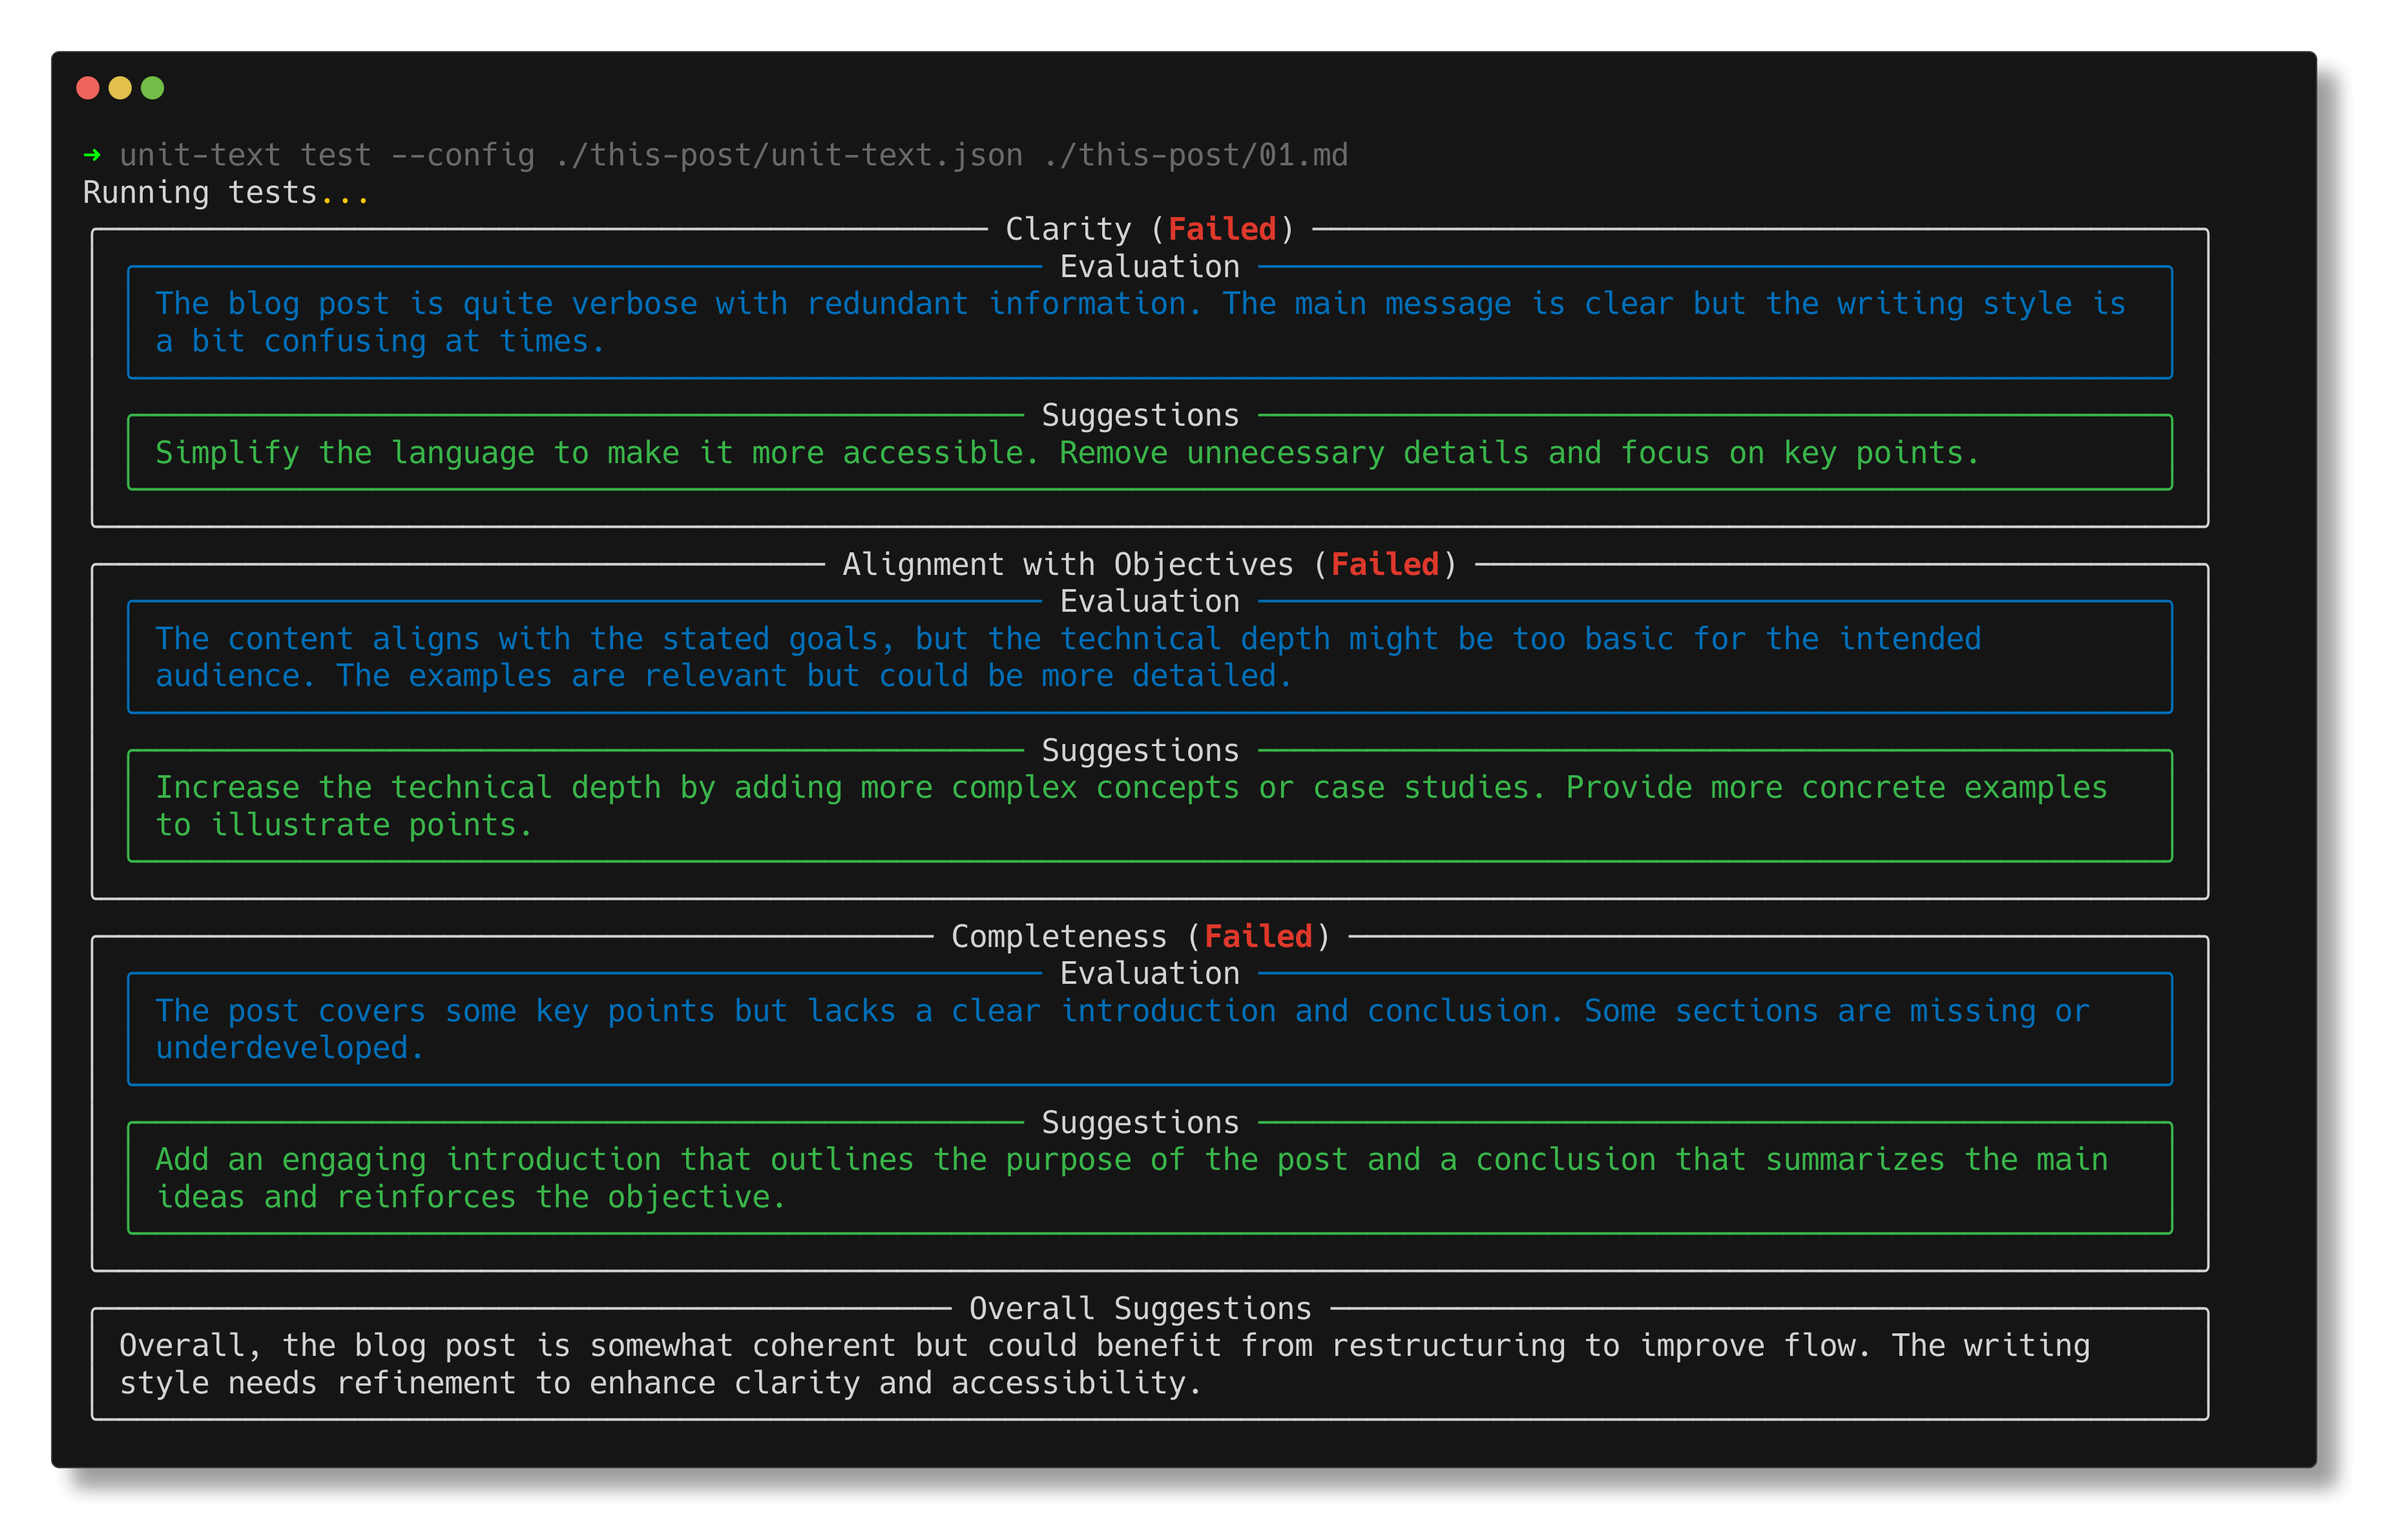 ➜ unit-text test --config ./this-post/unit-text.json ./this-post/01.md
Running tests...
Clarity (Failed)
Evaluation
The blog post is quite verbose with redundant information. The main message is clear but the writing style is
a bit confusing at times.
Suggestions
Simplify the language to make it more accessible. Remove unnecessary details and focus on key points.
Alignment with Objectives (Failed)
Evaluation
The content aligns with the stated goals, but the technical depth might be too basic for the intended
audience. The examples are relevant but could be more detailed.
Suggestions
Increase the technical depth by adding more complex concepts or case studies. Provide more concrete examples
to illustrate points.
Completeness (Failed)
Evaluation
The post covers some key points but lacks a clear introduction and conclusion. Some sections are missing or
underdeveloped.
Suggestions
Add an engaging introduction that outlines the purpose of the post and a conclusion that summarizes the main
ideas and reinforces the objective.
Overall Suggestions
Overall, the blog post is somewhat coherent but could benefit from restructuring to improve flow. The writing
style needs refinement to enhance clarity and accessibility.